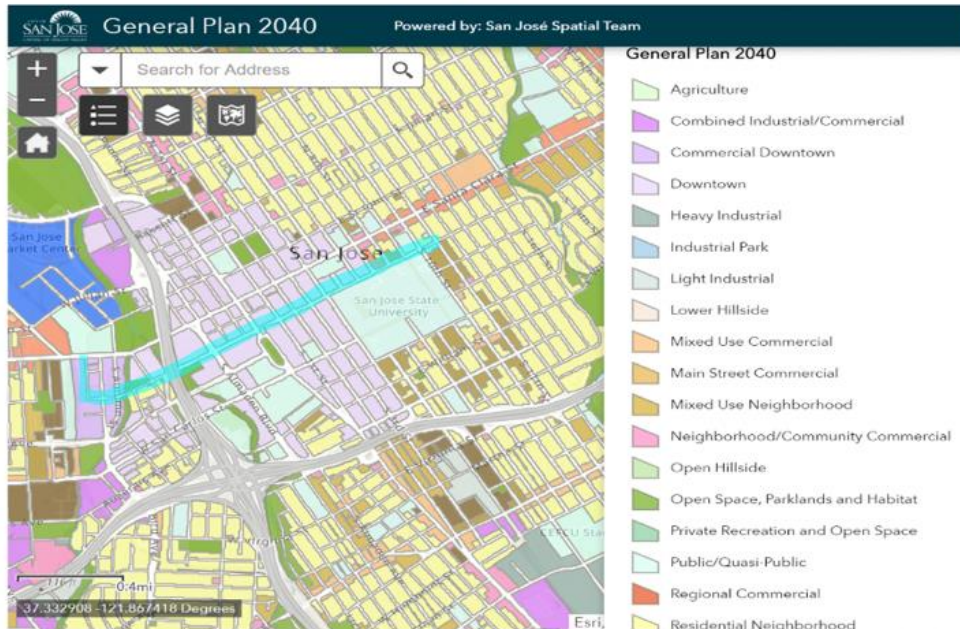 SAN JOSE
General Plan 2040
Powered by: San José Spatial Team
+
Search for Address
−
San Jose
San Jose State
University
0.4mi
37.332908 -121.867418 Degrees
Esri,
General Plan 2040
Agriculture
Combined Industrial/Commercial
Commercial Downtown
Downtown
Heavy Industrial
Industrial Park
Light Industrial
Lower Hillside
Mixed Use Commercial
Main Street Commercial
Mixed Use Neighborhood
Neighborhood/Community Commercial
Open Hillside
Open Space, Parklands and Habitat
Private Recreation and Open Space
Public/Quasi-Public
Regional Commercial
Residential Neighborhood